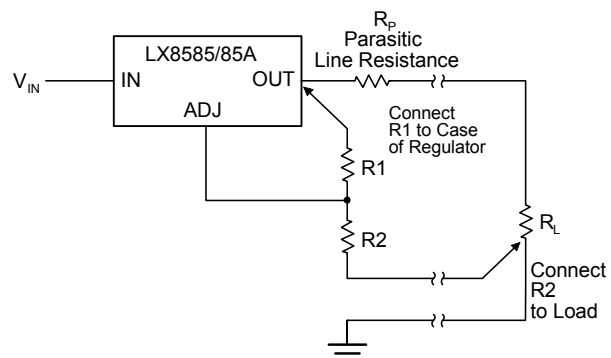 R_P
Parasitic
Line Resistance
LX8585/85A
V_IN
IN
OUT
ADJ
Connect
R1 to Case
of Regulator
R1
R2
R_L
Connect
R2
to Load